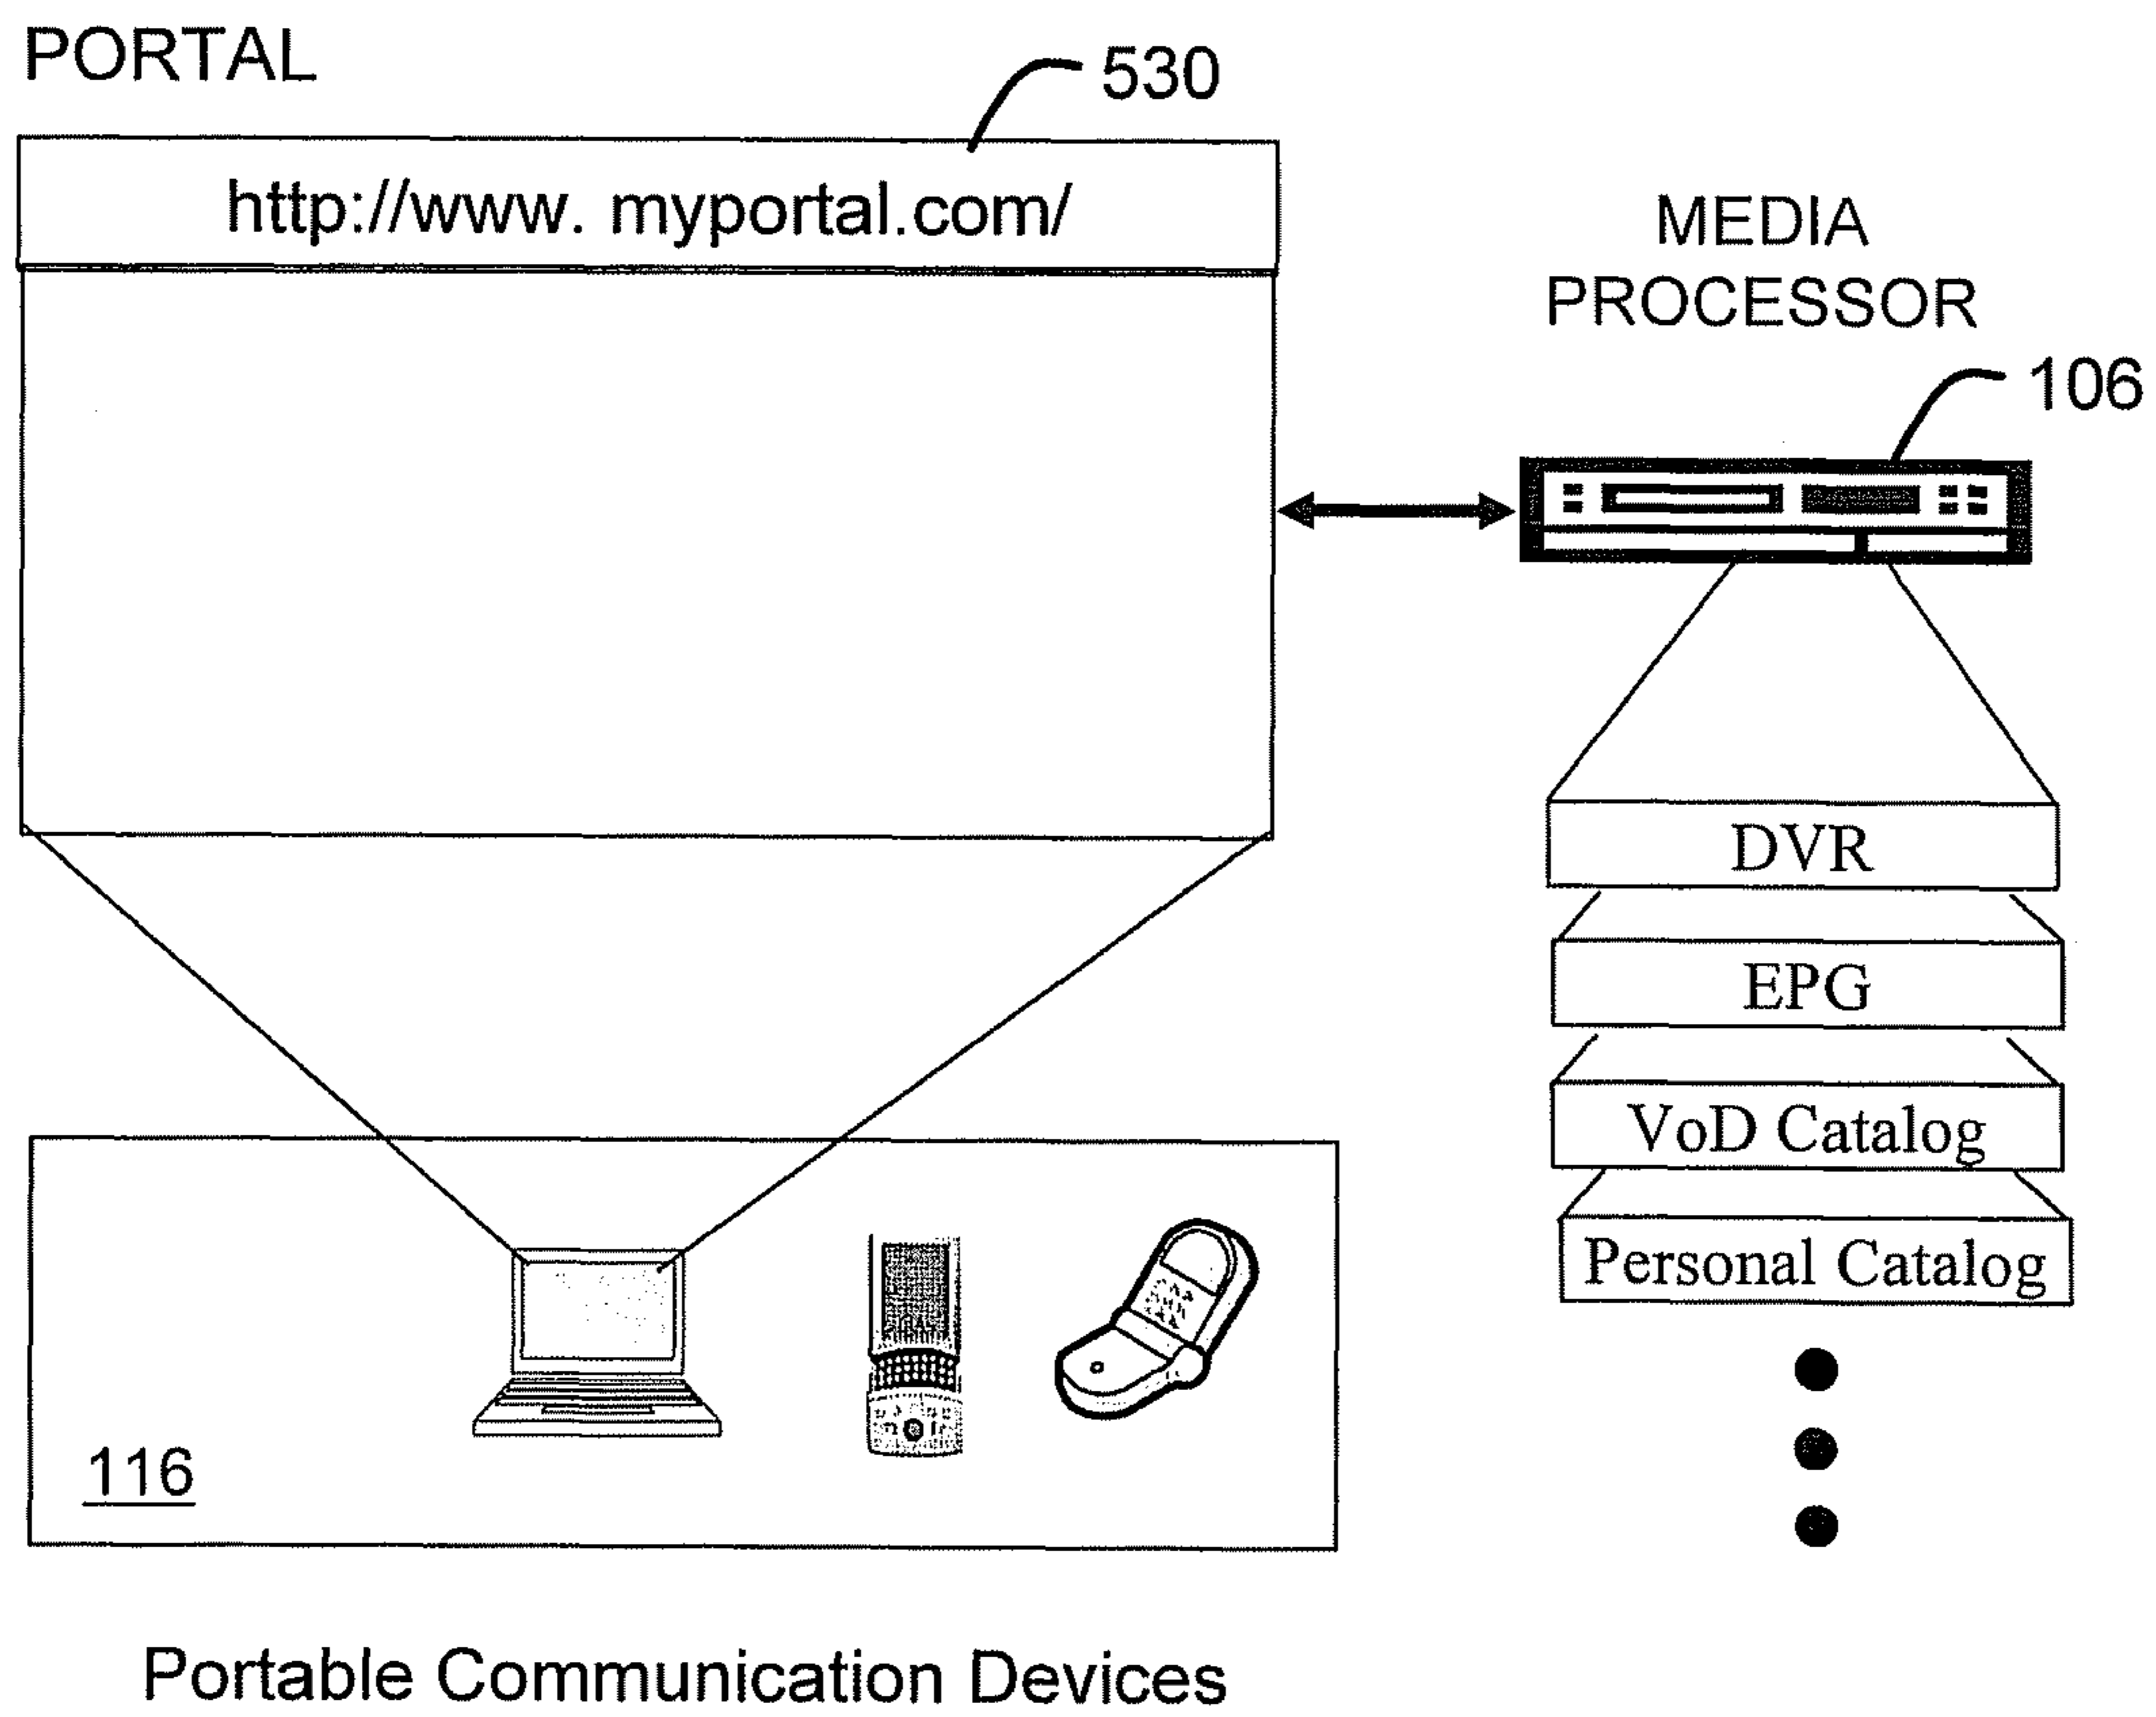 PORTAL
530
http://www. myportal.com/
MEDIA
PROCESSOR
106
DVR
EPG
VoD Catalog
Personal Catalog
116
Portable Communication Devices